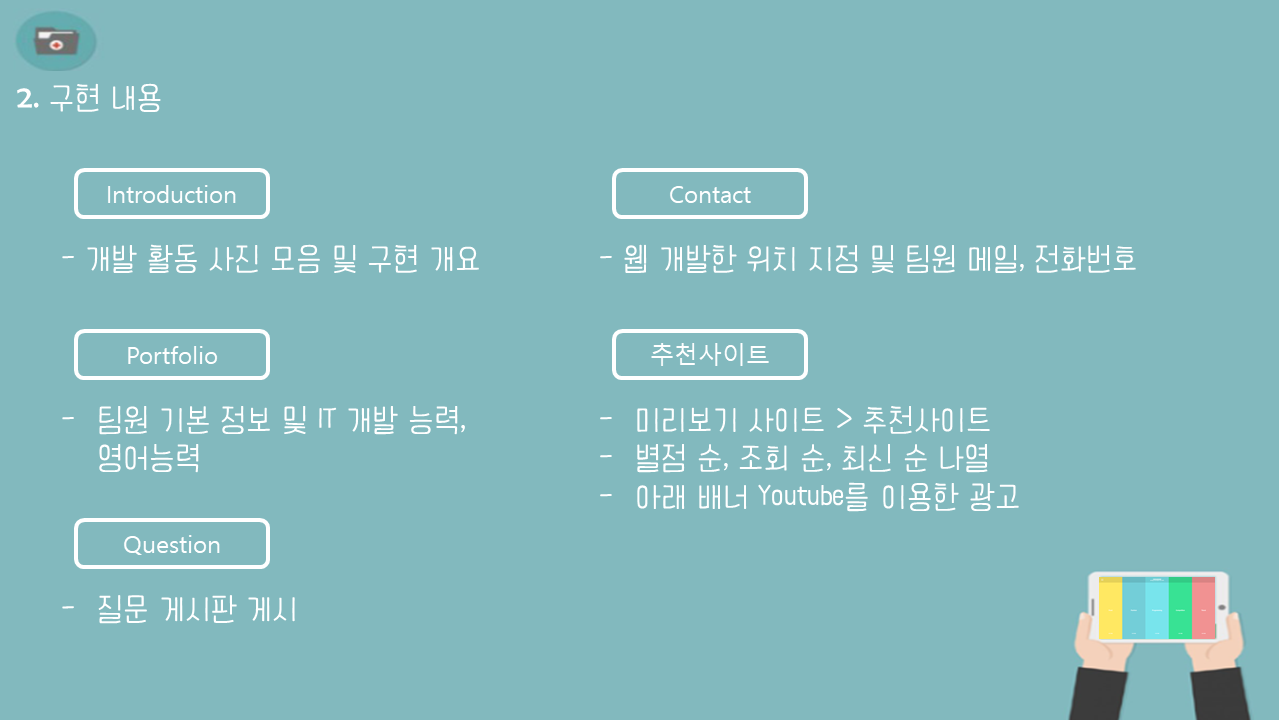 2. 구현 내용
Introduction
- 개발 활동 사진 모음 및 구현 개요
Portfolio
- 팀원 기본 정보 및 IT 개발 능력,
영어능력
Question
- 질문 게시판 게시
Contact
- 웹 개발한 위치 지정 및 팀원 메일, 전화번호
추천사이트
- 미리보기 사이트 > 추천사이트
- 별점 순, 조회 순, 최신 순 나열
- 아래 배너 Youtube를 이용한 광고